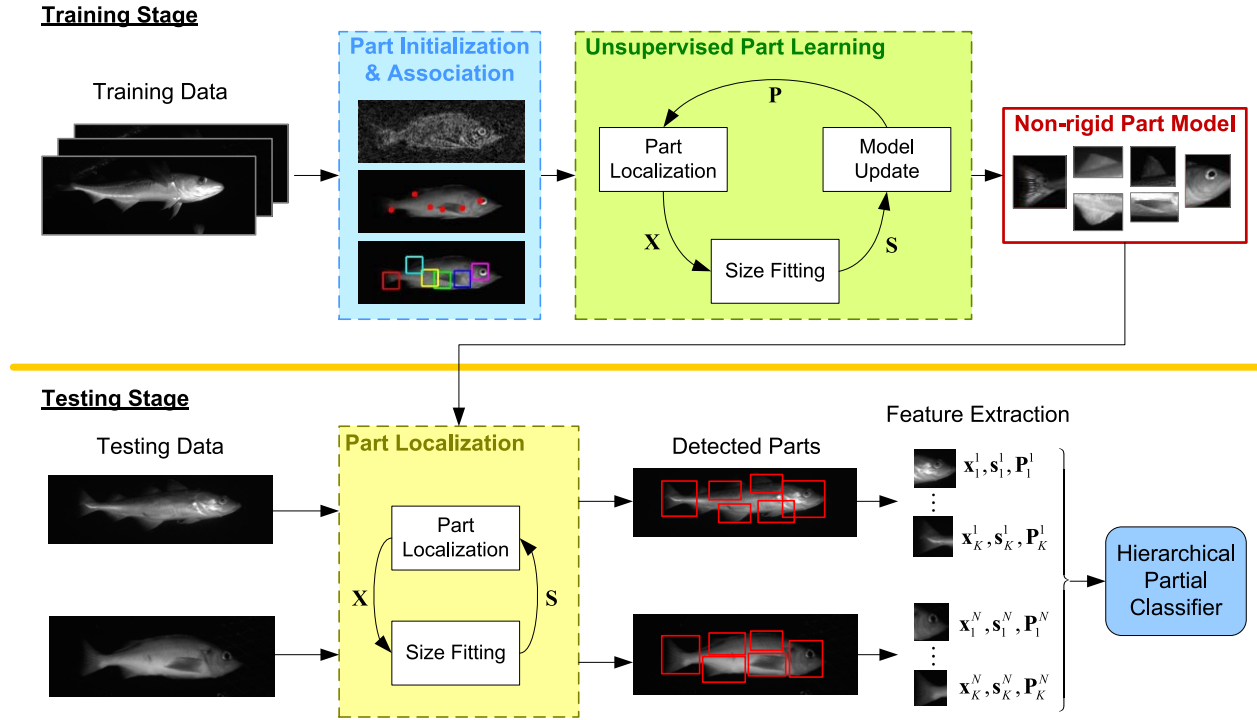 Training Stage
Training Data
Part Initialization
& Association
Unsupervised Part Learning
P
Part
Localization
Model
Update
X
S
Size Fitting
Non-rigid Part Model
Testing Stage
Testing Data
Part Localization
Part
Localization
X
S
Size Fitting
Detected Parts
Feature Extraction
x_1^1, s_1^1, P_1^1
⋮
x_K^1, s_K^1, P_K^1
x_1^N, s_1^N, P_1^N
⋮
x_K^N, s_K^N, P_K^N
Hierarchical
Partial
Classifier